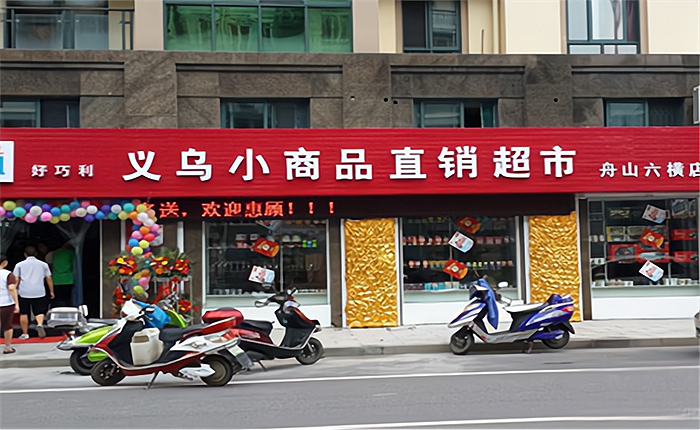 好巧利 义乌小商品直销超市 舟山六横店
送，欢迎惠顾！！！